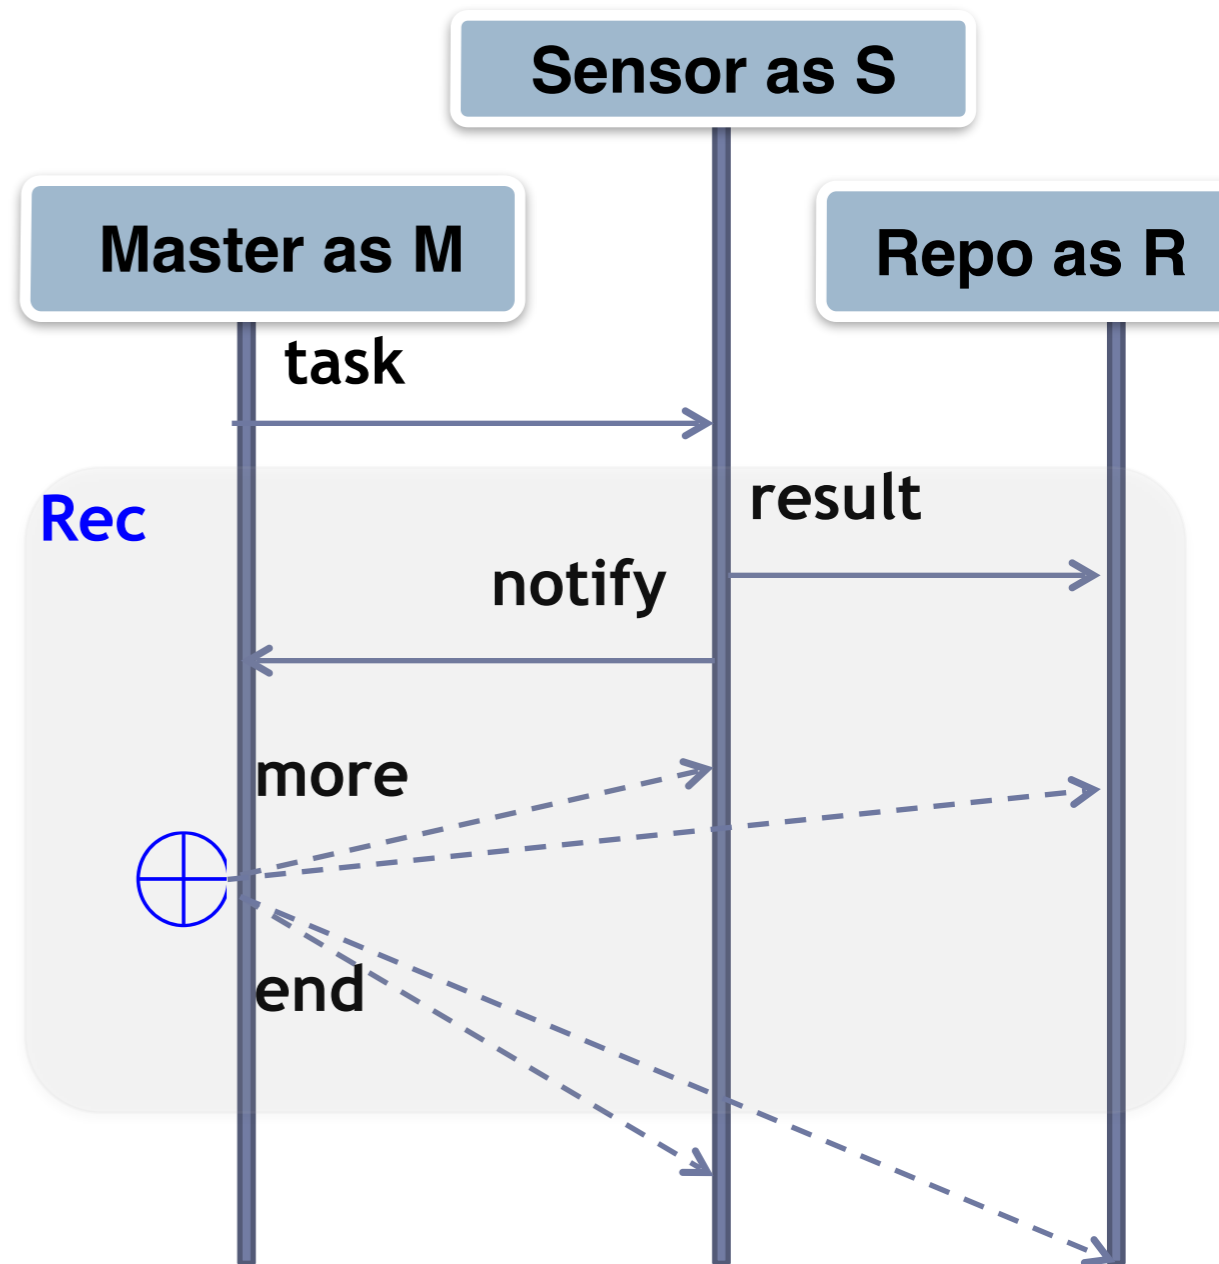 Sensor as S
Master as M
Repo as R
task
Rec
result
notify
more
end